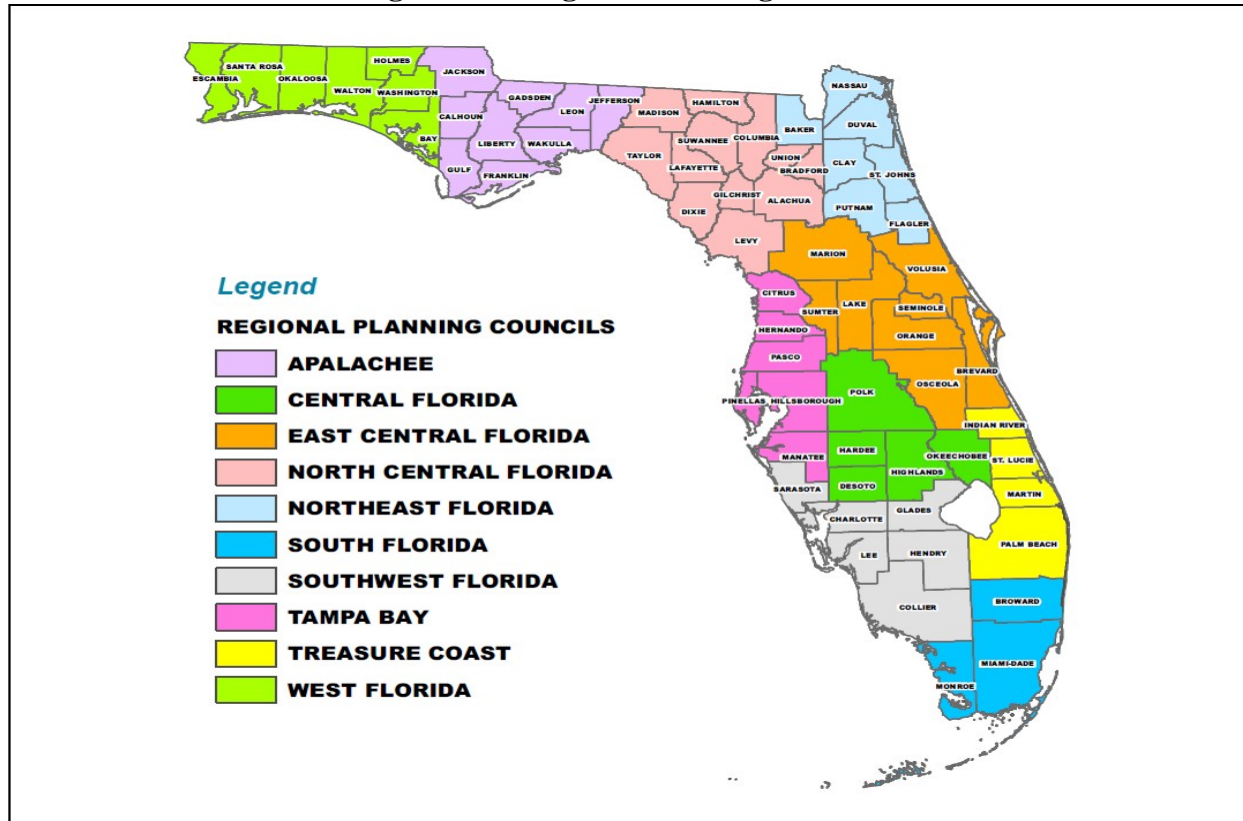 NASSAU
HOLMES
SANTA ROSA
JACKSON
ESCAMBIA
OKALOOSA
WALTON
WASHINGTON
GADSDEN
JEFFERSON
LEON
HAMILTON
MADISON
CALHOUN
BAKER
DUVAL
BAY
LIBERTY
WAKULLA
SUWANNEE
COLUMBIA
TAYLOR
UNION
CLAY
GULF
FRANKLIN
LAFAYETTE
BRADFORD
ST. JOHNS
GILCHRIST
ALACHUA
PUTNAM
DIXIE
FLAGLER
LEVY
MARION
VOLUSIA
CITRUS
LAKE
SEMINOLE
SUMTER
HERNANDO
ORANGE
PASCO
BREVARD
OSCEOLA
POLK
PINELLAS
HILLSBOROUGH
INDIAN RIVER
HARDEE
OKEECHOBEE
MANATEE
ST. LUCIE
HIGHLANDS
SARASOTA
DESOTO
MARTIN
GLADES
CHARLOTTE
PALM BEACH
LEE
HENDRY
BROWARD
COLLIER
MIAMI-DADE
MONROE
Legend
REGIONAL PLANNING COUNCILS
APALACHEE
CENTRAL FLORIDA
EAST CENTRAL FLORIDA
NORTH CENTRAL FLORIDA
NORTHEAST FLORIDA
SOUTH FLORIDA
SOUTHWEST FLORIDA
TAMPA BAY
TREASURE COAST
WEST FLORIDA